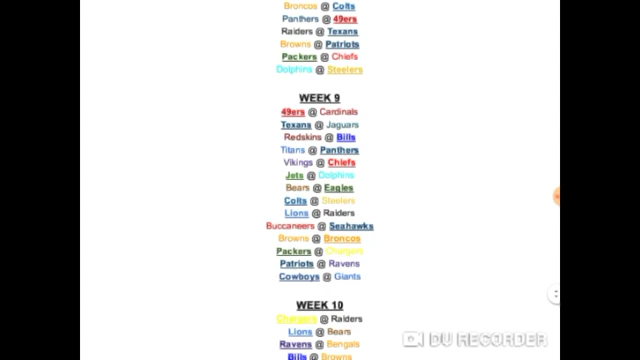 Broncos @ Colts
Panthers @ 49ers
Raiders @ Texans
Browns @ Patriots
Packers @ Chiefs
Dolphins @ Steelers
WEEK 9
49ers @ Cardinals
Texans @ Jaguars
Redskins @ Bills
Titans @ Panthers
Vikings @ Chiefs
Jets @ Dolphins
Bears @ Eagles
Colts @ Steelers
Lions @ Raiders
Buccaneers @ Seahawks
Browns @ Broncos
Packers @ Chargers
Patriots @ Ravens
Cowboys @ Giants
WEEK 10
Chargers @ Raiders
Lions @ Bears
Ravens @ Bengals
Bills @ Browns
DU RECORDER